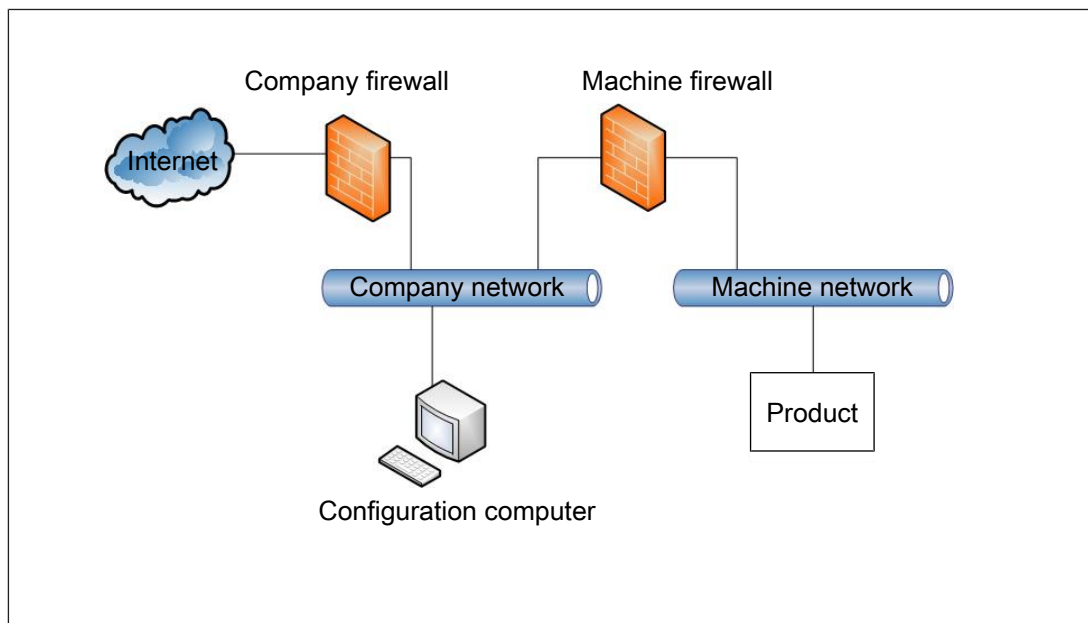 Company firewall
Machine firewall
Internet
Company network
Machine network
Product
Configuration computer